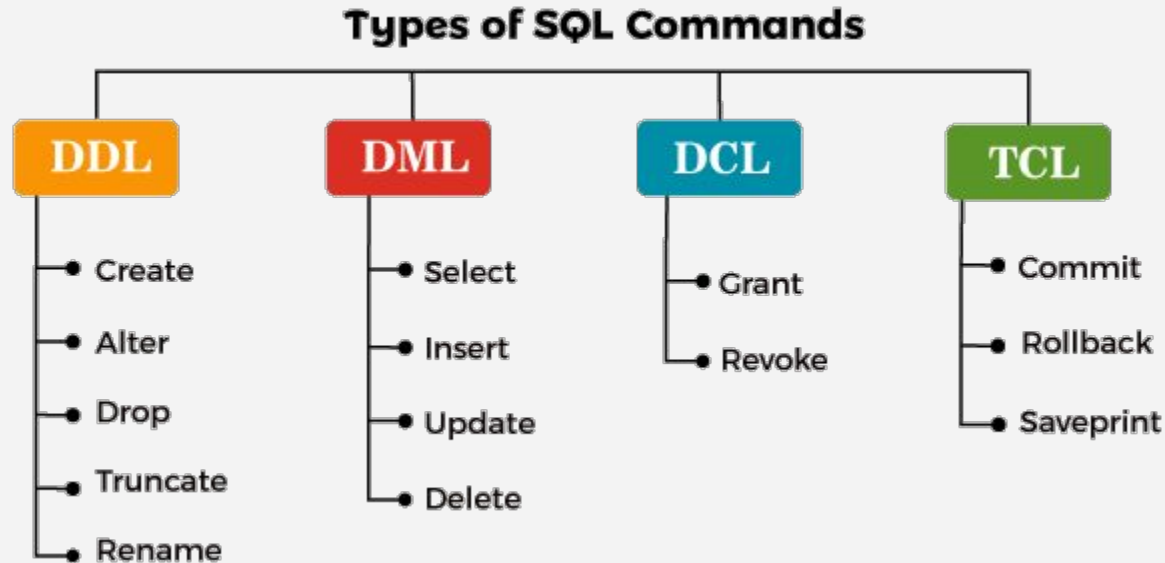 Types of SQL Commands
DDL
Create
Alter
Drop
Truncate
Rename
DML
Select
Insert
Update
Delete
DCL
Grant
Revoke
TCL
Commit
Rollback
Saveprint